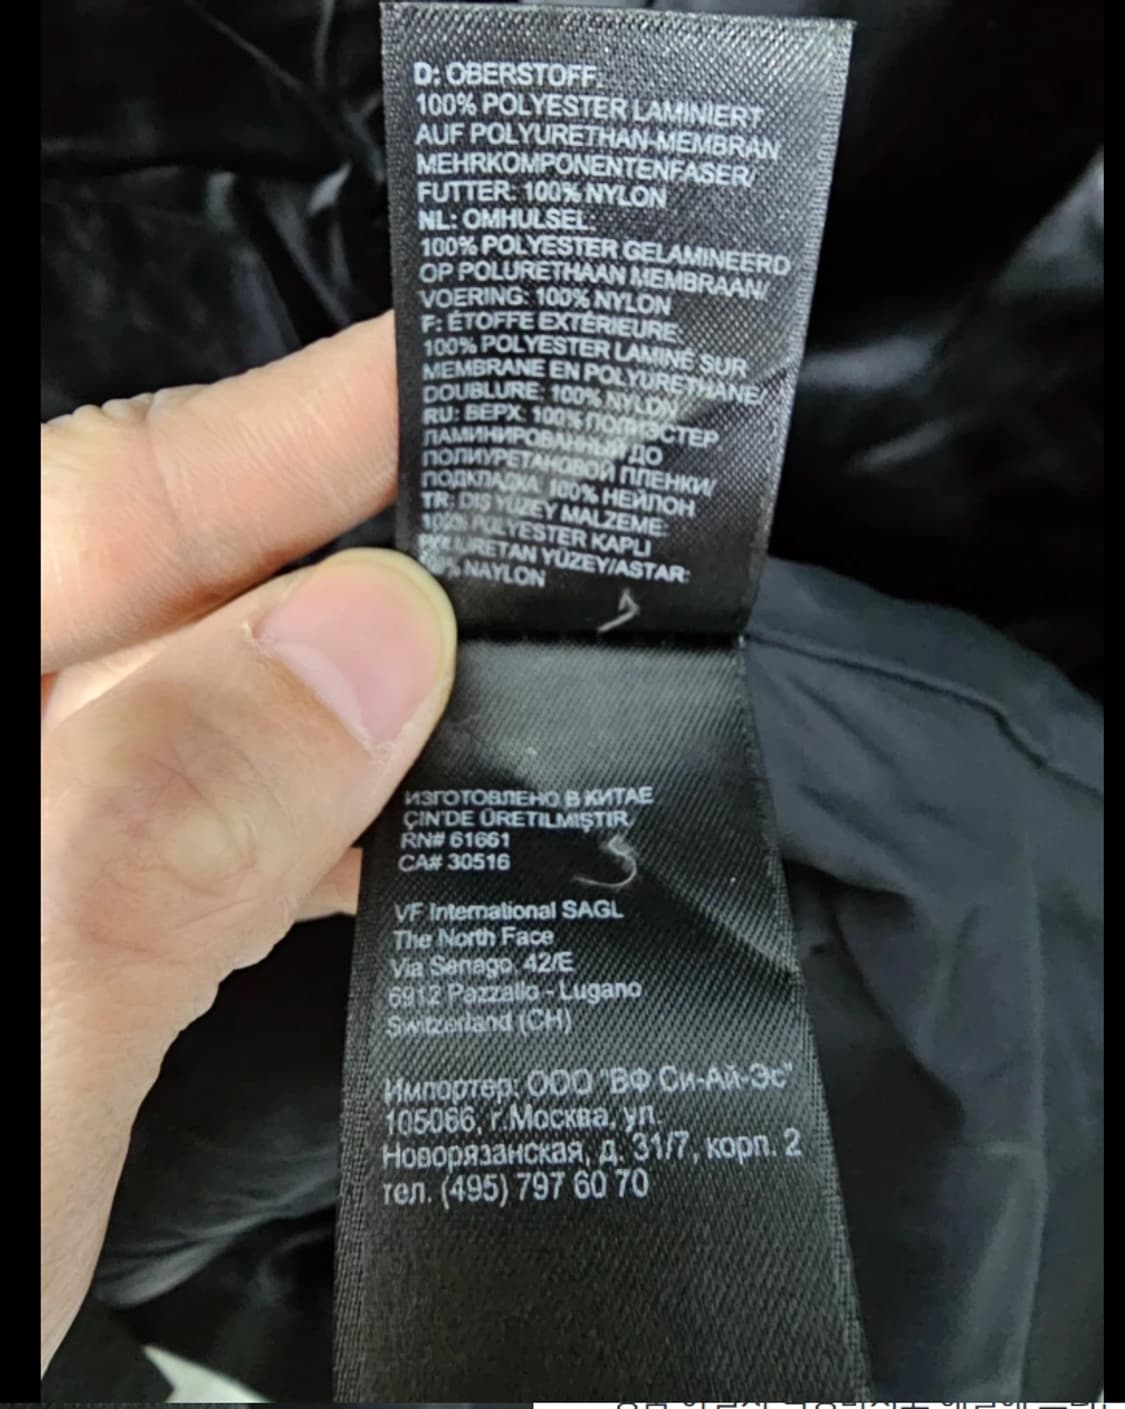 D: OBERSTOFF:
100% POLYESTER LAMINIERT
AUF POLYURETHAN-MEMBRAN
MEHRKOMPONENTENFASER/
FUTTER: 100% NYLON
NL: OMHULSEL:
100% POLYESTER GELAMINEERD
OP POLURETHAAN MEMBRAAN/
VOERING: 100% NYLON
F: ÉTOFFE EXTÉRIEURE:
100% POLYESTER LAMINÉ SUR
MEMBRANE EN POLYURÉTHANE/
DOUBLURE: 100% NYLON
RU: ВЕРХ: 100% ПОЛИЭСТЕР,
ЛАМИНИРОВАННЫЙ ДО
ПОЛИУРЕТАНОВОЙ ПЛЕНКИ/
ПОДКЛАДКА: 100% НЕЙЛОН
TR: DIŞ YÜZEY MALZEME:
100% POLYESTER KAPLI
POLIURETAN YÜZEY/ASTAR:
NAYLON
ИЗГОТОВЛЕНО В КИТАЕ
ÇIN'DE ÜRETILMIŞTIR
RN# 61661
CA# 30516
VF International SAGL
The North Face
Via Senago, 42/E
6912 Pazzallo - Lugano
Switzerland (CH)
Импортер: ООО "ВФ Си-Ай-Эс"
105066, г.Москва, ул.
Новорязанская, д. 31/7, корп. 2
тел. (495) 797 60 70